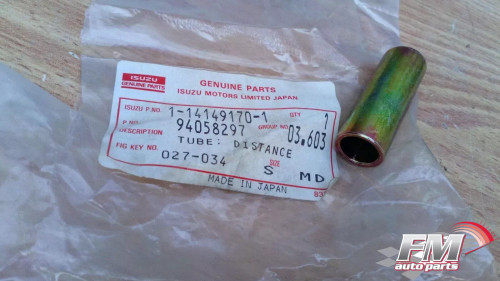 ISUZU
GENUINE PARTS
GENUINE PARTS
ISUZU MOTORS LIMITED JAPAN
ISUZU P.NO. 1-14149170-1 QTY 1
P.NO. 94058297 GROUP NO 03.603
DESCRIPTION TUBE; DISTANCE
FIG KEY NO. 027-034 SIZE S MD
MADE IN JAPAN
FM
auto parts